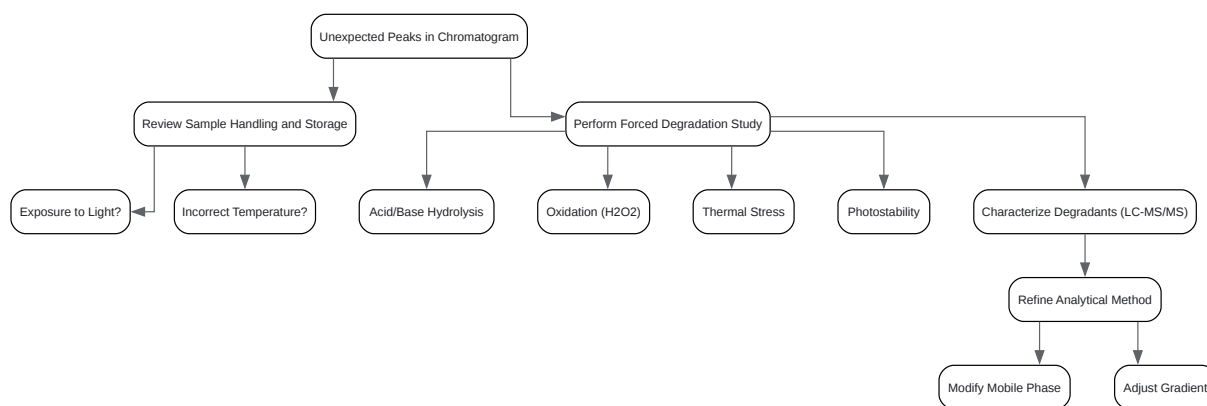 Unexpected Peaks in Chromatogram
Review Sample Handling and Storage
Perform Forced Degradation Study
Exposure to Light?
Incorrect Temperature?
Acid/Base Hydrolysis
Oxidation (H2O2)
Thermal Stress
Photostability
Characterize Degradants (LC-MS/MS)
Refine Analytical Method
Modify Mobile Phase
Adjust Gradient